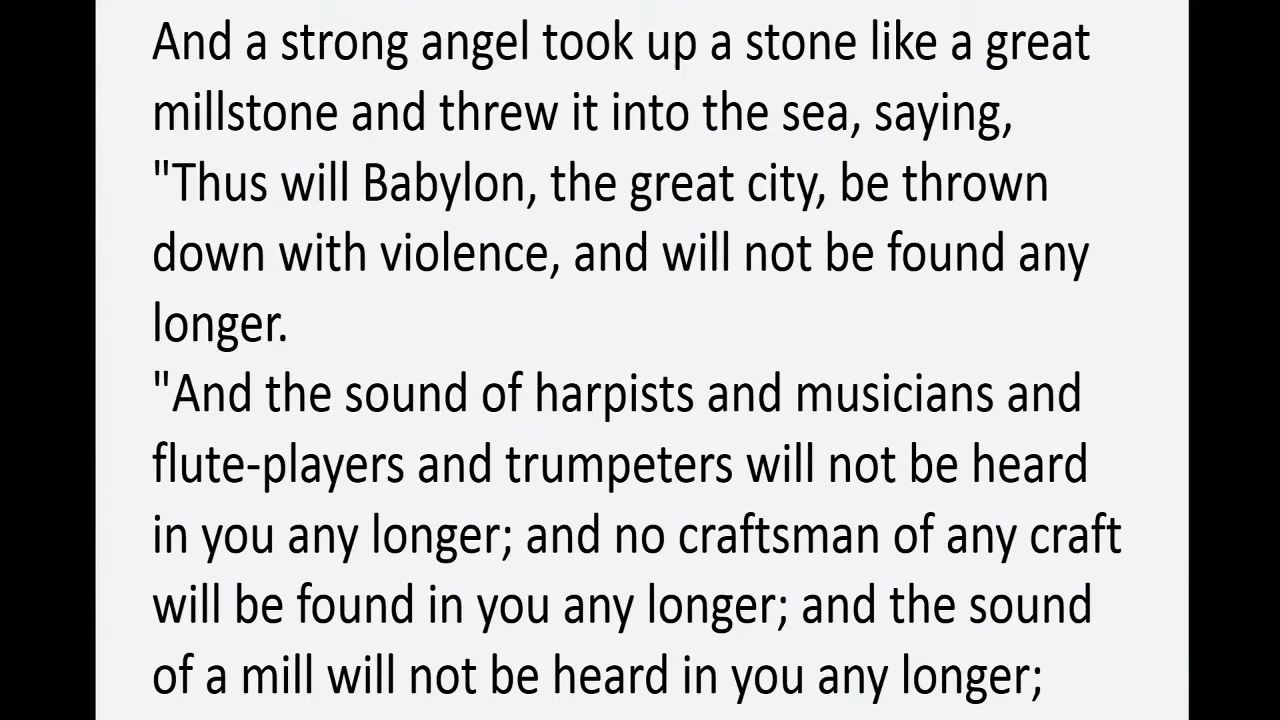 And a strong angel took up a stone like a great
millstone and threw it into the sea, saying,
"Thus will Babylon, the great city, be thrown
down with violence, and will not be found any
longer.
"And the sound of harpists and musicians and
flute-players and trumpeters will not be heard
in you any longer; and no craftsman of any craft
will be found in you any longer; and the sound
of a mill will not be heard in you any longer;